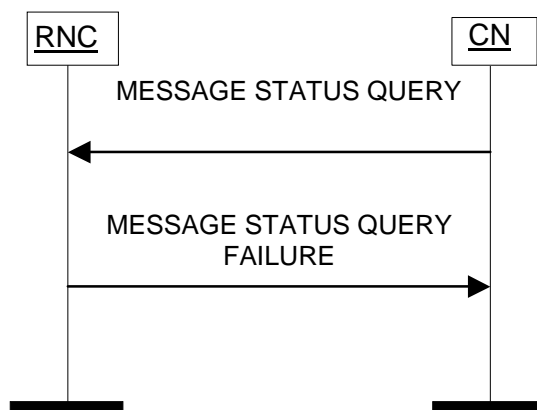 RNC
CN
MESSAGE STATUS QUERY
MESSAGE STATUS QUERY
FAILURE